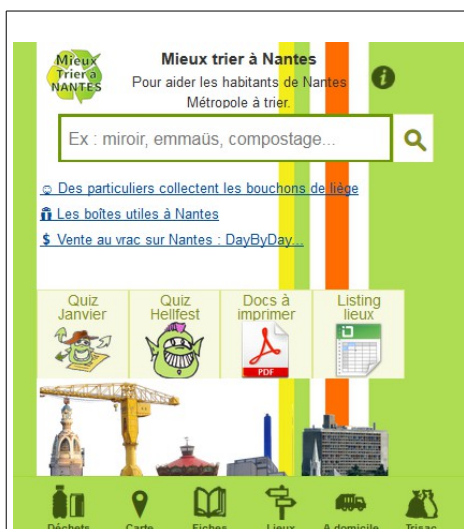 Mieux
Trier à
NANTES
Mieux trier à Nantes
Pour aider les habitants de Nantes
Métropole à trier.
Ex : miroir, emmaüs, compostage...
Des particuliers collectent les bouchons de liège
Les boîtes utiles à Nantes
$ Vente au vrac sur Nantes : DayByDay...
Quiz
Janvier
Quiz
Hellfest
Docs à
imprimer
PDF
Listing
lieux
Déchets
Carte
Fiches
Lieux
A domicile
Trisac